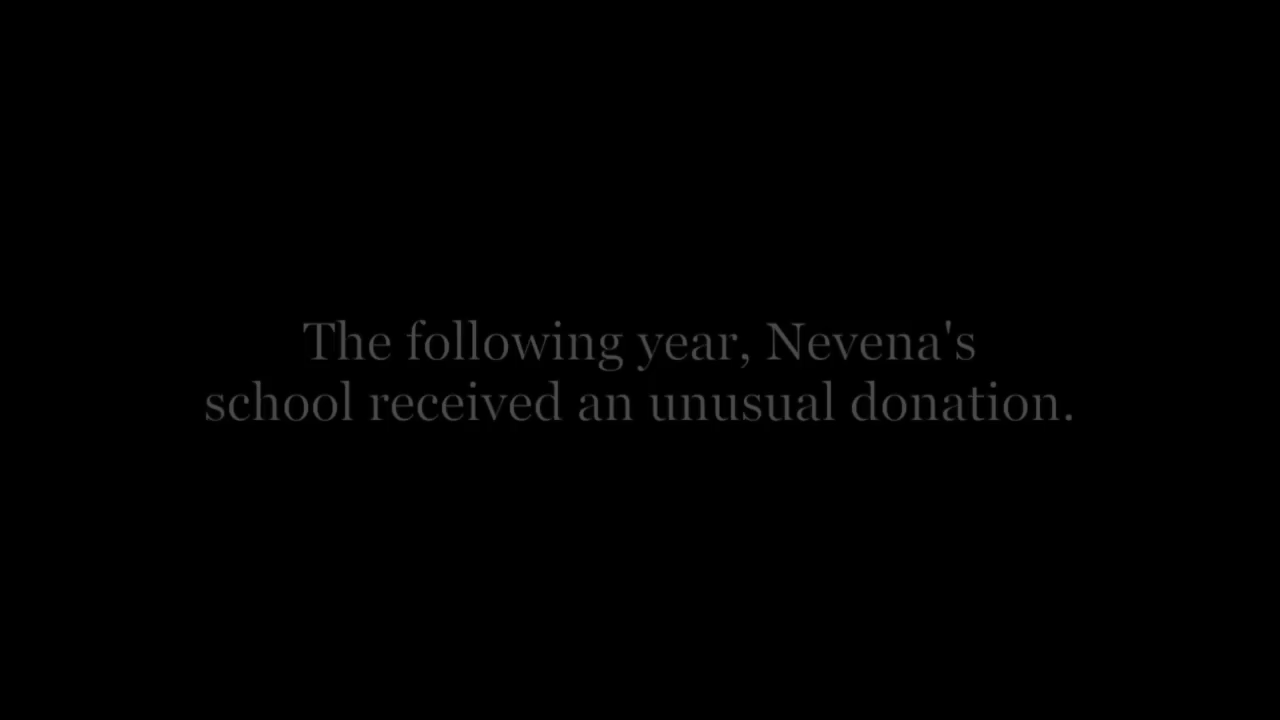 The following year, Nevena's
school received an unusual donation.